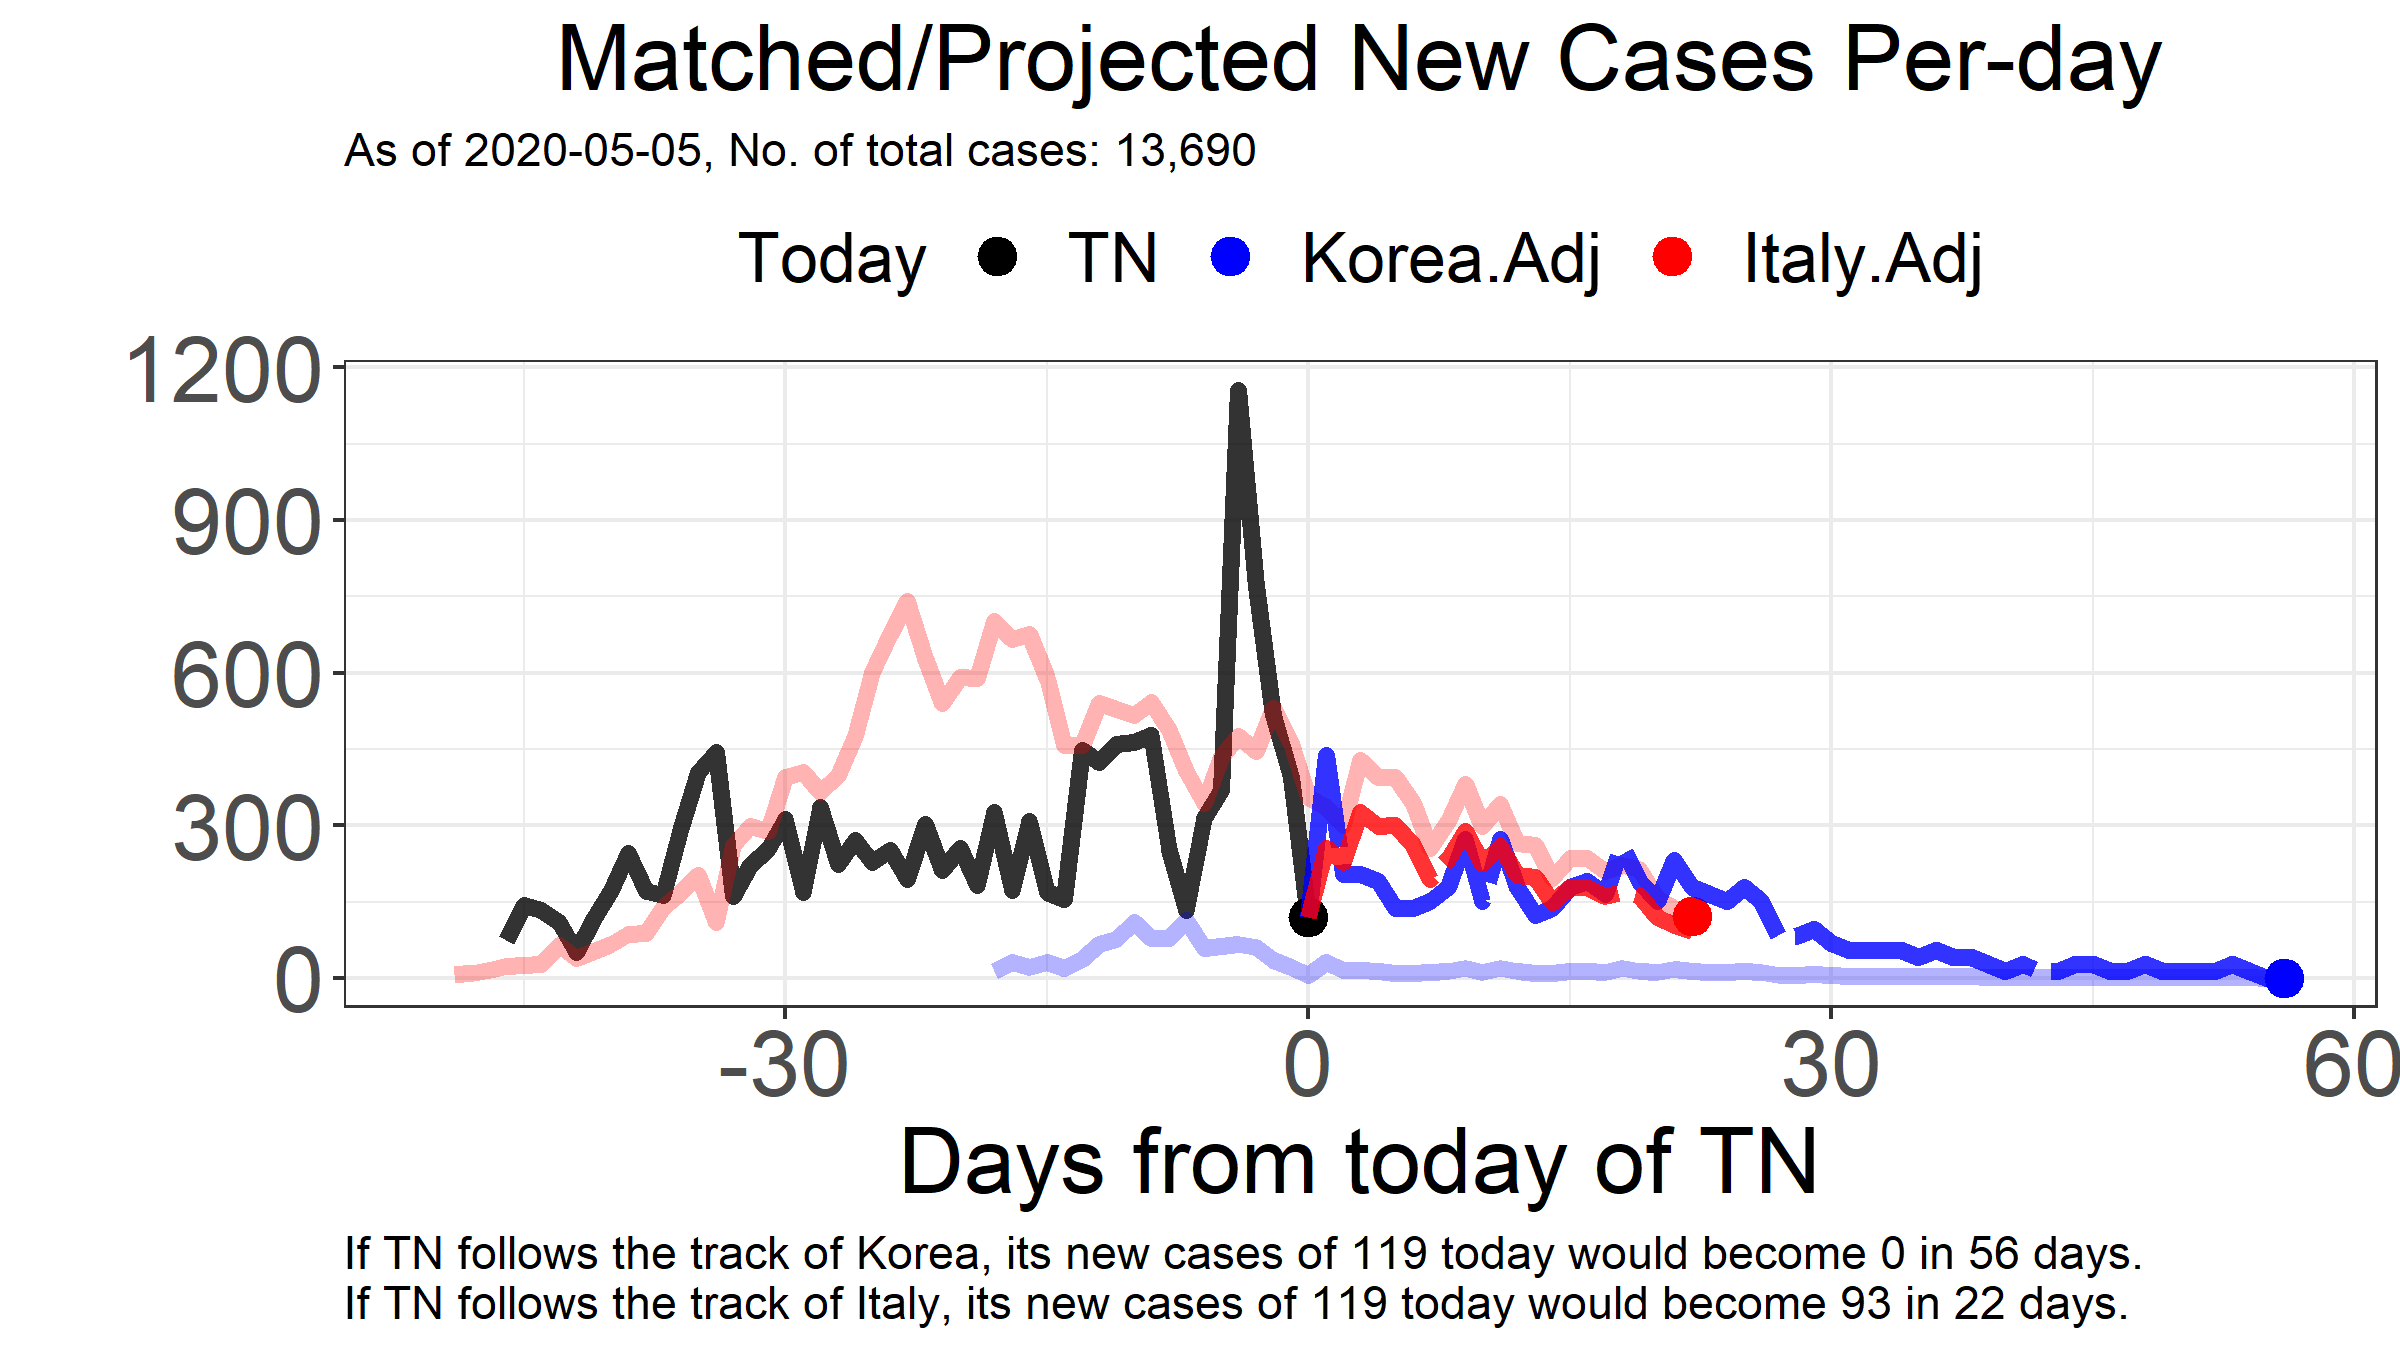 Matched/Projected New Cases Per-day
As of 2020-05-05, No. of total cases: 13,690
Today TN Korea.Adj Italy.Adj
1200
900
600
300
0
-30 0 30 60
Days from today of TN
If TN follows the track of Korea, its new cases of 119 today would become 0 in 56 days.
If TN follows the track of Italy, its new cases of 119 today would become 93 in 22 days.